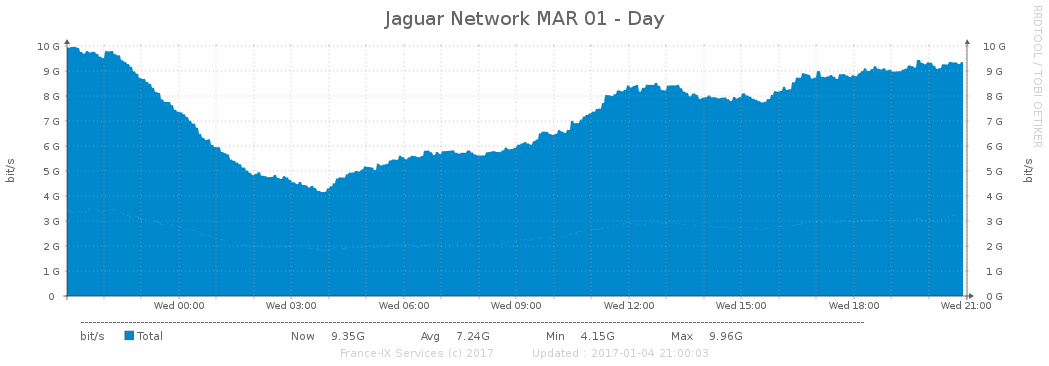 Jaguar Network MAR 01 - Day
RRDTOOL / TOBI OETIKER
bit/s
10 G
9 G
8 G
7 G
6 G
5 G
4 G
3 G
2 G
1 G
0
10 G
9 G
8 G
7 G
6 G
5 G
4 G
3 G
2 G
1 G
0 G
bit/s
Wed 00:00 Wed 03:00 Wed 06:00 Wed 09:00 Wed 12:00 Wed 15:00 Wed 18:00 Wed 21:00
bit/s Total Now 9.35G Avg 7.24G Min 4.15G Max 9.96G
France-IX Services (c) 2017 Updated : 2017-01-04 21:00:03